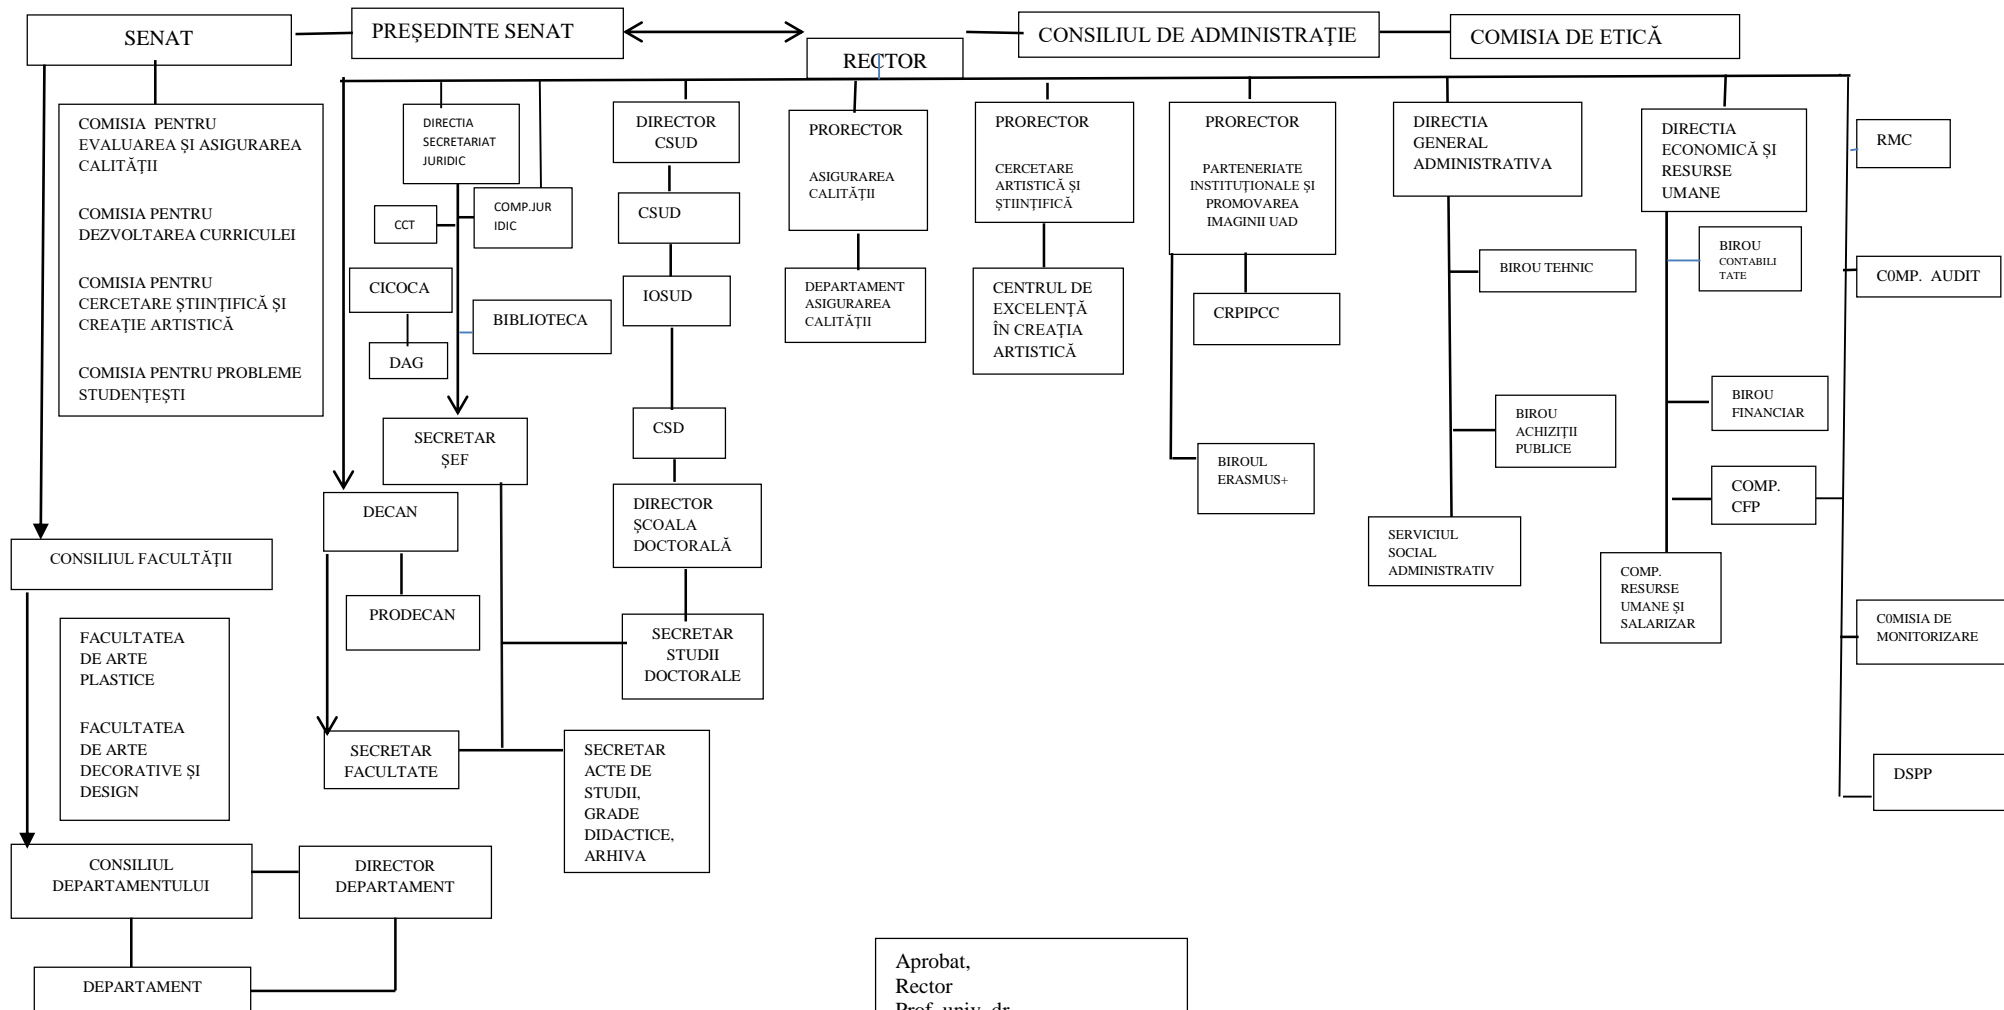 SENAT
PREȘEDINTE SENAT
CONSILIUL DE ADMINISTRAŢIE
COMISIA DE ETICĂ
RECTOR
COMISIA PENTRU
EVALUAREA ȘI ASIGURAREA
CALITĂȚII
COMISIA PENTRU
DEZVOLTAREA CURRICULEI
COMISIA PENTRU
CERCETARE ȘTIINȚIFICĂ ȘI
CREAȚIE ARTISTICĂ
COMISIA PENTRU PROBLEME
STUDENȚEȘTI
DIRECTIA
SECRETARIAT
JURIDIC
CCT
COMP.JUR
IDIC
CICOCA
DAG
BIBLIOTECA
SECRETAR
ȘEF
DECAN
PRODECAN
SECRETAR
FACULTATE
SECRETAR
ACTE DE
STUDII,
GRADE
DIDACTICE,
ARHIVA
DIRECTOR
CSUD
CSUD
IOSUD
CSD
DIRECTOR
ȘCOALA
DOCTORALĂ
SECRETAR
STUDII
DOCTORALE
PRORECTOR
ASIGURAREA
CALITĂȚII
DEPARTAMENT
ASIGURAREA
CALITĂȚII
PRORECTOR
CERCETARE
ARTISTICĂ ȘI
ȘTIINȚIFICĂ
CENTRUL DE
EXCELENȚĂ
ÎN CREAȚIA
ARTISTICĂ
PRORECTOR
PARTENERIATE
INSTITUȚIONALE ȘI
PROMOVAREA
IMAGINII UAD
CRPIPCC
BIROUL
ERASMUS+
DIRECTIA
GENERAL
ADMINISTRATIVA
BIROU TEHNIC
BIROU
ACHIZIȚII
PUBLICE
SERVICIUL
SOCIAL
ADMINISTRATIV
DIRECTIA
ECONOMICĂ ȘI
RESURSE
UMANE
BIROU
CONTABILI
TATE
BIROU
FINANCIAR
COMP.
CFP
COMP.
RESURSE
UMANE ȘI
SALARIZAR
RMC
C0MP. AUDIT
C0MISIA DE
MONITORIZARE
DSPP
CONSILIUL FACULTĂȚII
FACULTATEA
DE ARTE
PLASTICE
FACULTATEA
DE ARTE
DECORATIVE ȘI
DESIGN
CONSILIUL
DEPARTAMENTULUI
DIRECTOR
DEPARTAMENT
DEPARTAMENT
Aprobat,
Rector
Prof. univ. dr.